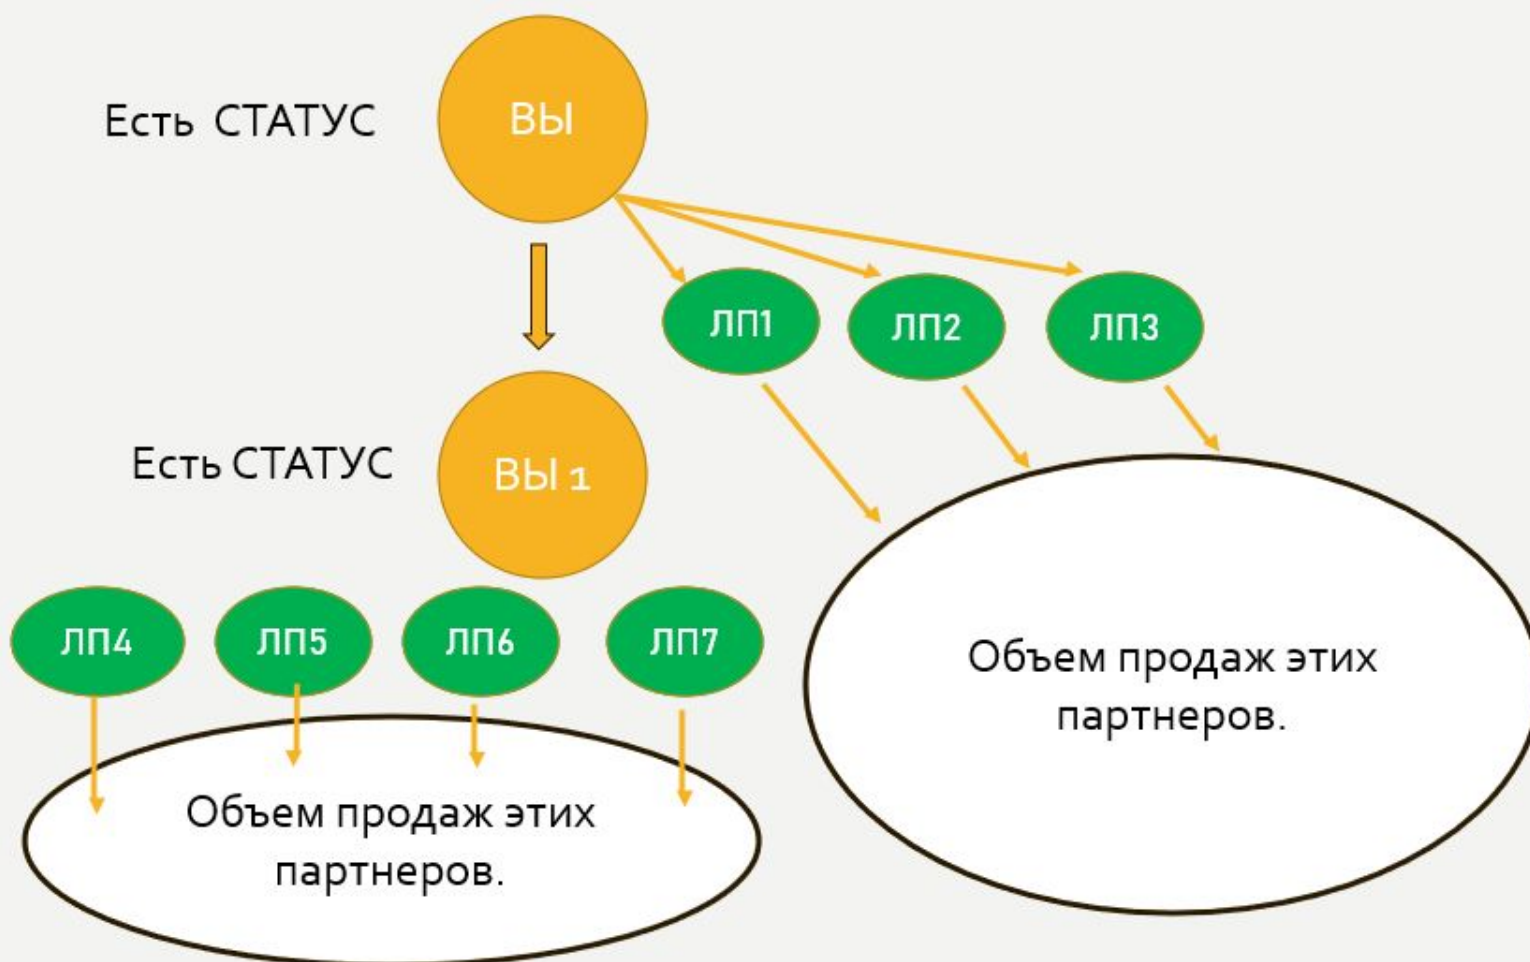 Есть СТАТУС
ВЫ
ЛП1
ЛП2
ЛП3
Есть СТАТУС
ВЫ 1
ЛП4
ЛП5
ЛП6
ЛП7
Объем продаж этих
партнеров.
Объем продаж этих
партнеров.